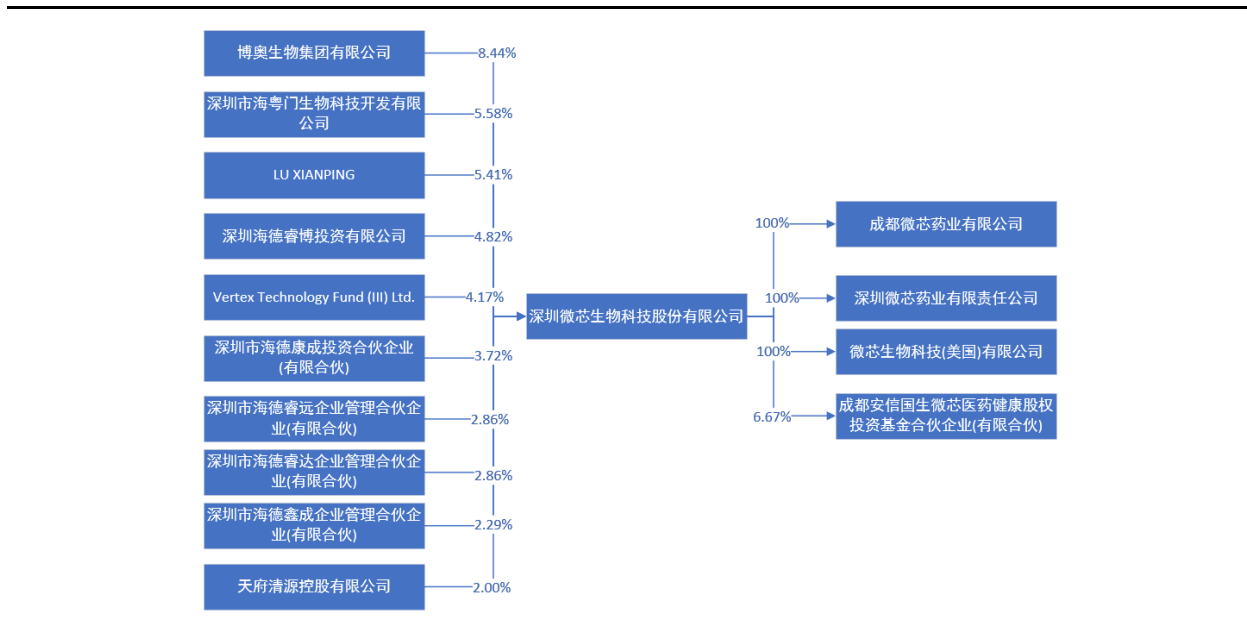 博奥生物集团有限公司
8.44%
深圳市海粤门生物科技开发有限
公司
5.58%
LU XIANPING
5.41%
深圳海德睿博投资有限公司
4.82%
Vertex Technology Fund (III) Ltd.
4.17%
深圳市海德康成投资合伙企业
(有限合伙)
3.72%
深圳市海德睿远企业管理合伙企
业(有限合伙)
2.86%
深圳市海德睿达企业管理合伙企
业(有限合伙)
2.86%
深圳市海德鑫成企业管理合伙企
业(有限合伙)
2.29%
天府清源控股有限公司
2.00%
深圳微芯生物科技股份有限公司
100%
成都微芯药业有限公司
100%
深圳微芯药业有限责任公司
100%
微芯生物科技(美国)有限公司
6.67%
成都安信国生微芯医药健康股权
投资基金合伙企业(有限合伙)